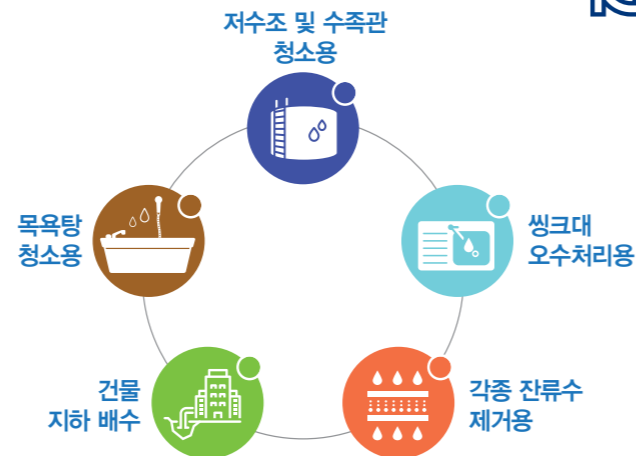 저수조 및 수족관
청소용
목욕탕
청소용
씽크대
오수처리용
건물
지하 배수
각종 잔류수
제거용